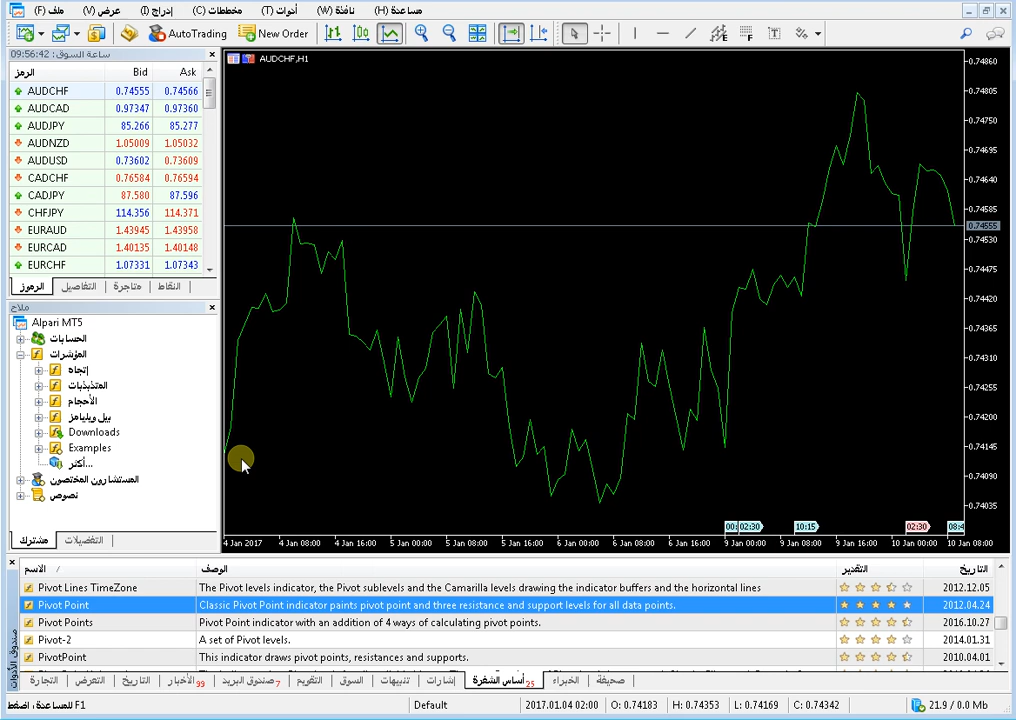 ملف (F) عرض (V) إدراج (I) مخططات (C) أدوات (T) نافذة (W) مساعدة (H)
AutoTrading New Order
ساعة السوق: 09:56:42
الرمز Bid Ask
AUDCHF 0.74555 0.74566
AUDCAD 0.97347 0.97360
AUDJPY 85.266 85.277
AUDNZD 1.05009 1.05032
AUDUSD 0.73602 0.73609
CADCHF 0.76584 0.76594
CADJPY 87.580 87.596
CHFJPY 114.356 114.371
EURAUD 1.43945 1.43958
EURCAD 1.40135 1.40148
EURCHF 1.07331 1.07343
الرموز التفاصيل متاجرة النقاط
ملاح
Alpari MT5
الحسابات
المؤشرات
إتجاه
المتذبذبات
الأحجام
بيل ويليامز
Downloads
Examples
أكثر...
المستشارون المختصون
نصوص
مشترك التفضيلات
AUDCHF,H1
0.74860
0.74805
0.74750
0.74695
0.74640
0.74585
0.74555
0.74530
0.74475
0.74420
0.74365
0.74310
0.74255
0.74200
0.74145
0.74090
0.74035
02:30 10:15 02:30
4 Jan 2017 4 Jan 08:00 4 Jan 16:00 5 Jan 00:00 5 Jan 08:00 5 Jan 16:00 6 Jan 00:00 6 Jan 08:00 6 Jan 16:00 9 Jan 00:00 9 Jan 08:00 9 Jan 16:00 10 Jan 00:00 10 Jan 08:00
الاسم / الوصف التقدير التاريخ
Pivot Lines TimeZone The Pivot levels indicator, the Pivot sublevels and the Camarilla levels drawing the indicator buffers and the horizontal lines 2012.12.05
Pivot Point Classic Pivot Point indicator paints pivot point and three resistance and support levels for all data points. 2012.04.24
Pivot Points Pivot Point indicator with an addition of 4 ways of calculating pivot points. 2016.10.27
Pivot-2 A set of Pivot levels. 2014.01.31
PivotPoint This indicator draws pivot points, resistances and supports. 2010.04.01
صندوق الأدوات
التجارة التعرض التاريخ الأخبار 99 صندوق البريد 7 التقويم السوق تنبيهات إشارات أساس الشفرة 25 الخبراء صحيفة
للمساعدة، اضغط F1 Default 2017.01.04 02:00 O: 0.74183 H: 0.74353 L: 0.74169 C: 0.74342 21.9 / 0.0 Mb